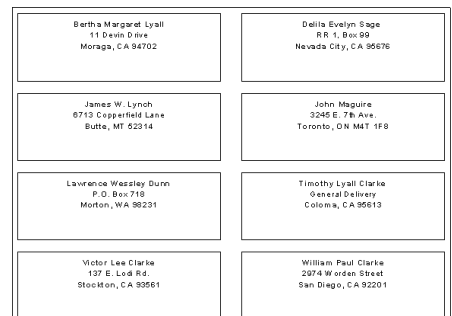 Bertha Margaret Lyall
11 Devin Drive
Moraga, CA 94702
Delila Evelyn Sage
RR 1, Box 99
Nevada City, CA 95676
James W. Lynch
6713 Copperfield Lane
Butte, MT 52314
John Maguire
3245 E. 7th Ave.
Toronto, ON M4T 1F8
Lawrence Wessley Dunn
P.O. Box 718
Morton, WA 98231
Timothy Lyall Clarke
General Delivery
Coloma, CA 95613
Victor Lee Clarke
137 E. Lodi Rd.
Stockton, CA 93561
William Paul Clarke
2974 Worden Street
San Diego, CA 92201